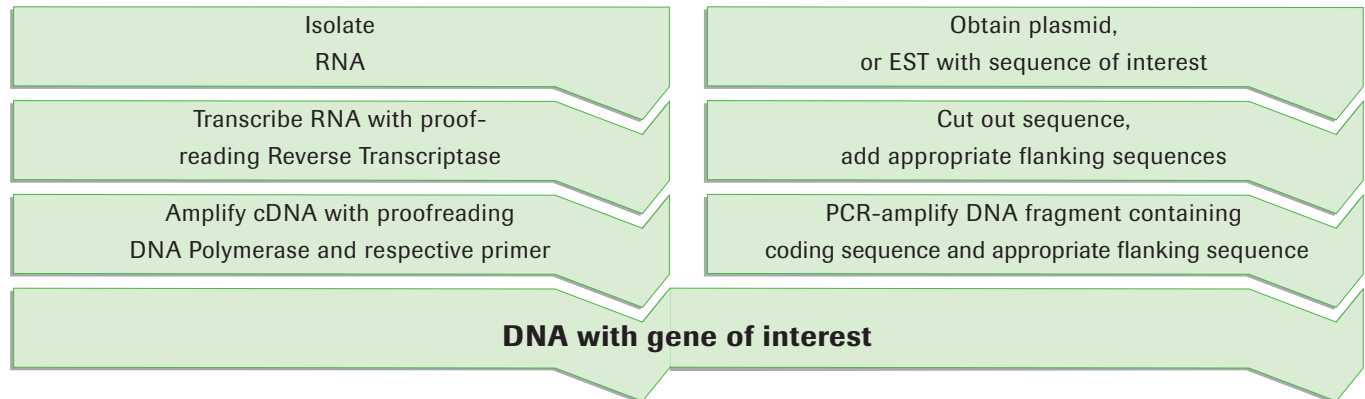 Isolate
RNA
Transcribe RNA with proof-
reading Reverse Transcriptase
Amplify cDNA with proofreading
DNA Polymerase and respective primer
Obtain plasmid,
or EST with sequence of interest
Cut out sequence,
add appropriate flanking sequences
PCR-amplify DNA fragment containing
coding sequence and appropriate flanking sequence
DNA with gene of interest